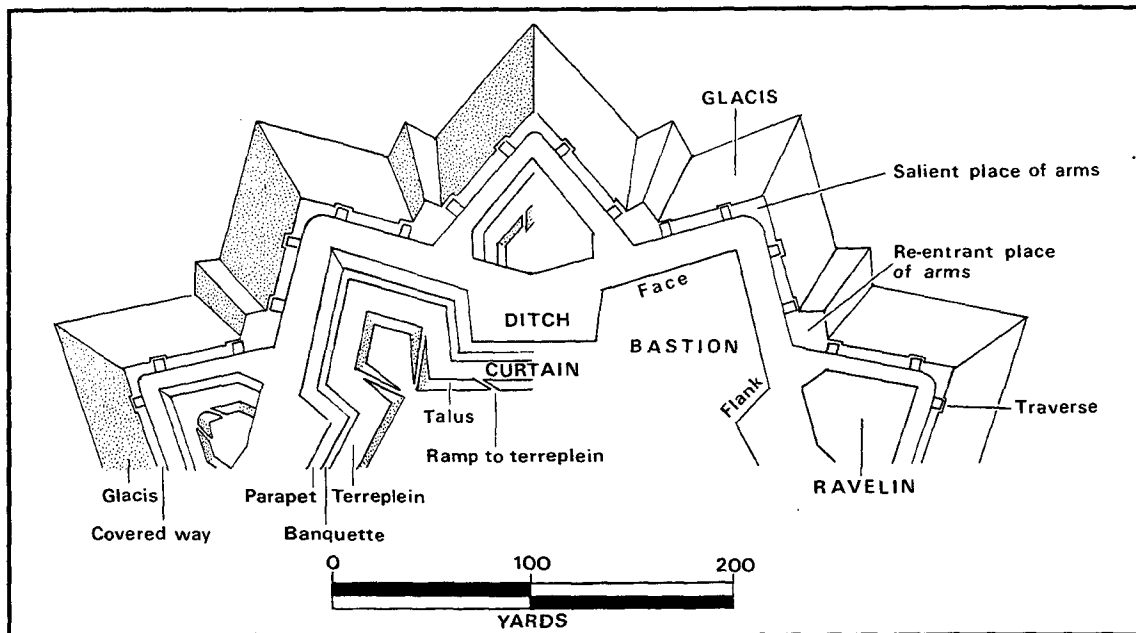 GLACIS
Salient place of arms
Re-entrant place
of arms
Face
DITCH
BASTION
CURTAIN
Flank
Talus
Traverse
Ramp to terreplein
RAVELIN
Glacis
Parapet
Terreplein
Covered way
Banquette
0
100
200
YARDS